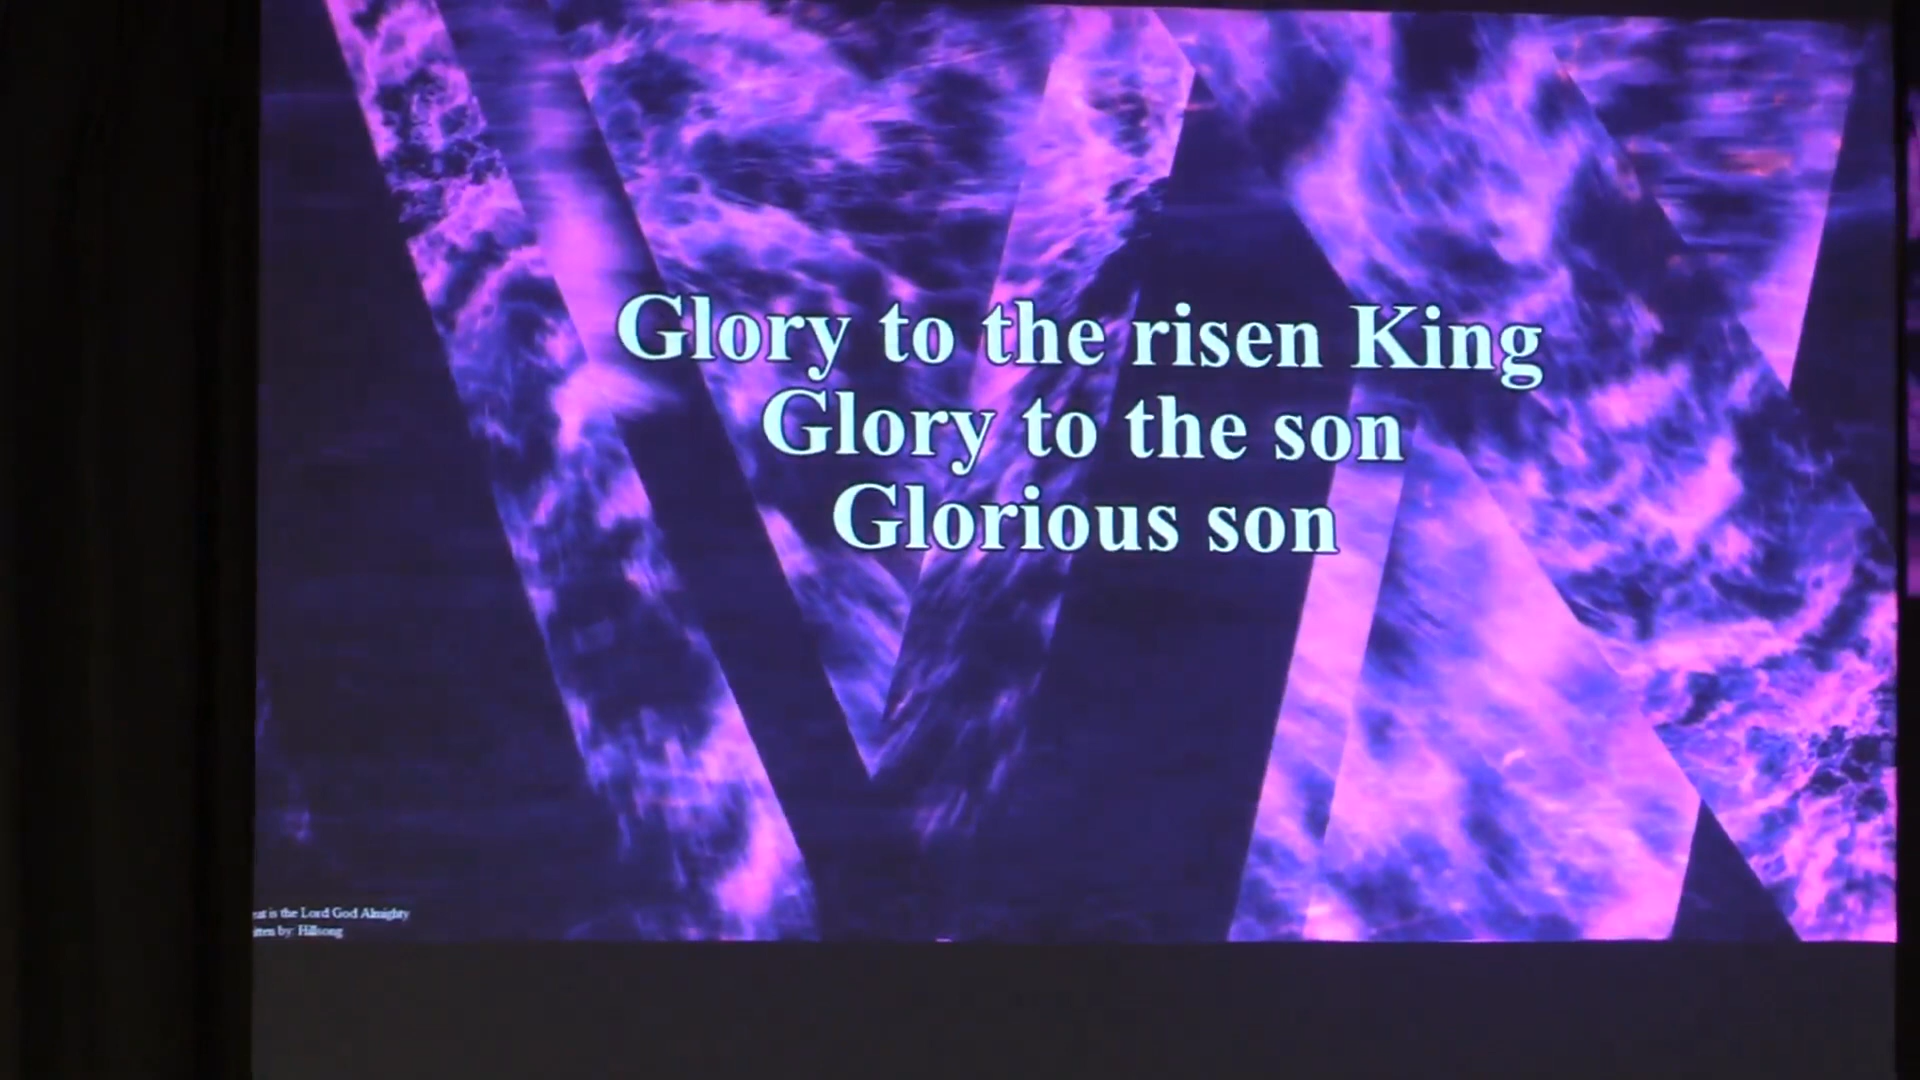 Glory to the risen King
Glory to the son
Glorious son
is the Lord God Almighty
by: Hillsong